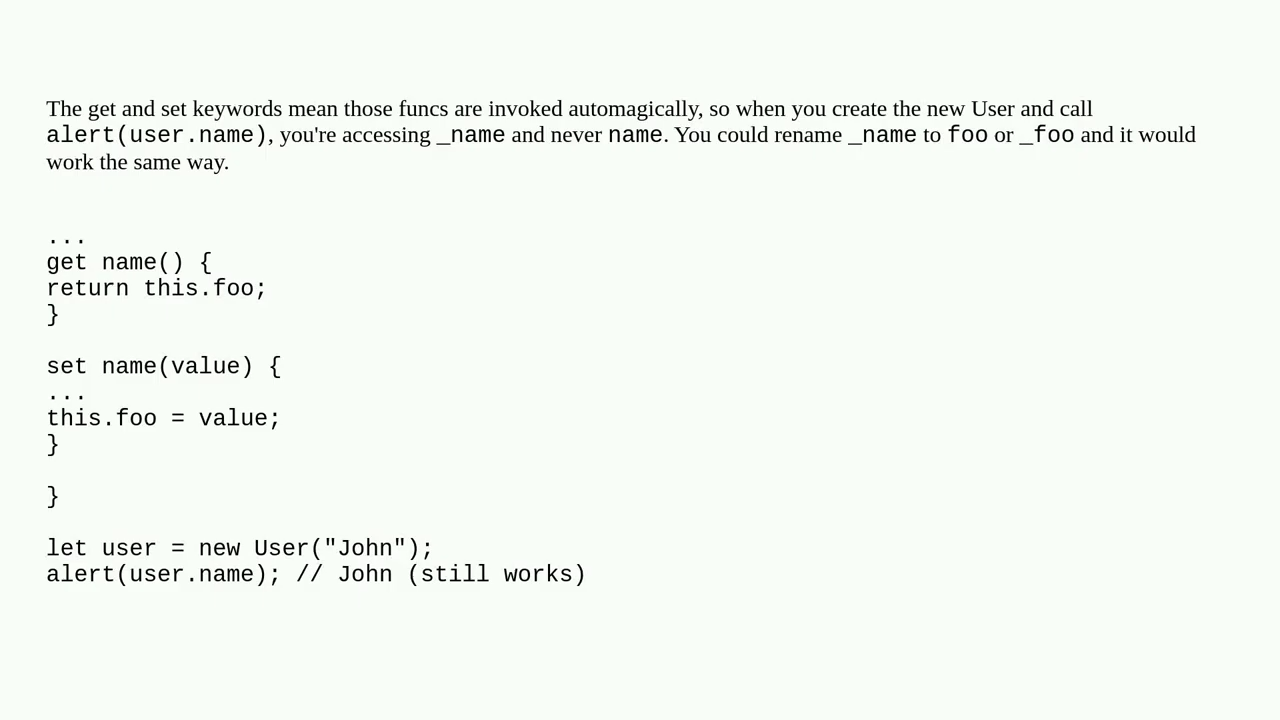 The get and set keywords mean those funcs are invoked automagically, so when you create the new User and call
alert(user.name), you're accessing _name and never name. You could rename _name to foo or _foo and it would
work the same way.
...
get name() {
return this.foo;
}
set name(value) {
...
this.foo = value;
}
}
let user = new User("John");
alert(user.name); // John (still works)